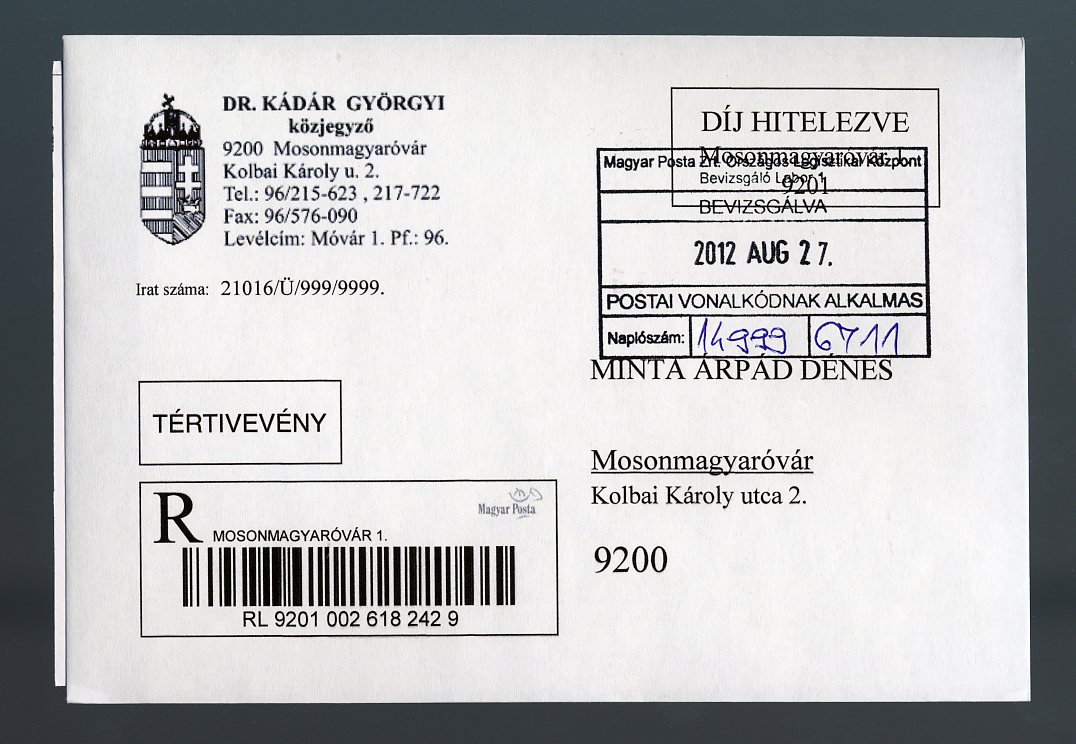 DR. KÁDÁR GYÖRGYI
közjegyző
9200 Mosonmagyaróvár
Kolbai Károly u. 2.
Tel.: 96/215-623 , 217-722
Fax: 96/576-090
Levélcím: Móvár 1. Pf.: 96.
Irat száma: 21016/Ü/999/9999.
DÍJ HITELEZVE
Mosonmagyaróvár 1.
9201
Magyar Posta Zrt. Országos Logisztikai Központ
Bevizsgáló Labor 1
BEVIZSGÁLVA
2012 AUG 27.
POSTAI VONALKÓDNAK ALKALMAS
Naplószám: 14999 6711
MINTA ÁRPÁD DÉNES
Mosonmagyaróvár
Kolbai Károly utca 2.
9200
TÉRTIVEVÉNY
R
Magyar Posta
MOSONMAGYARÓVÁR 1.
RL 9201 002 618 242 9